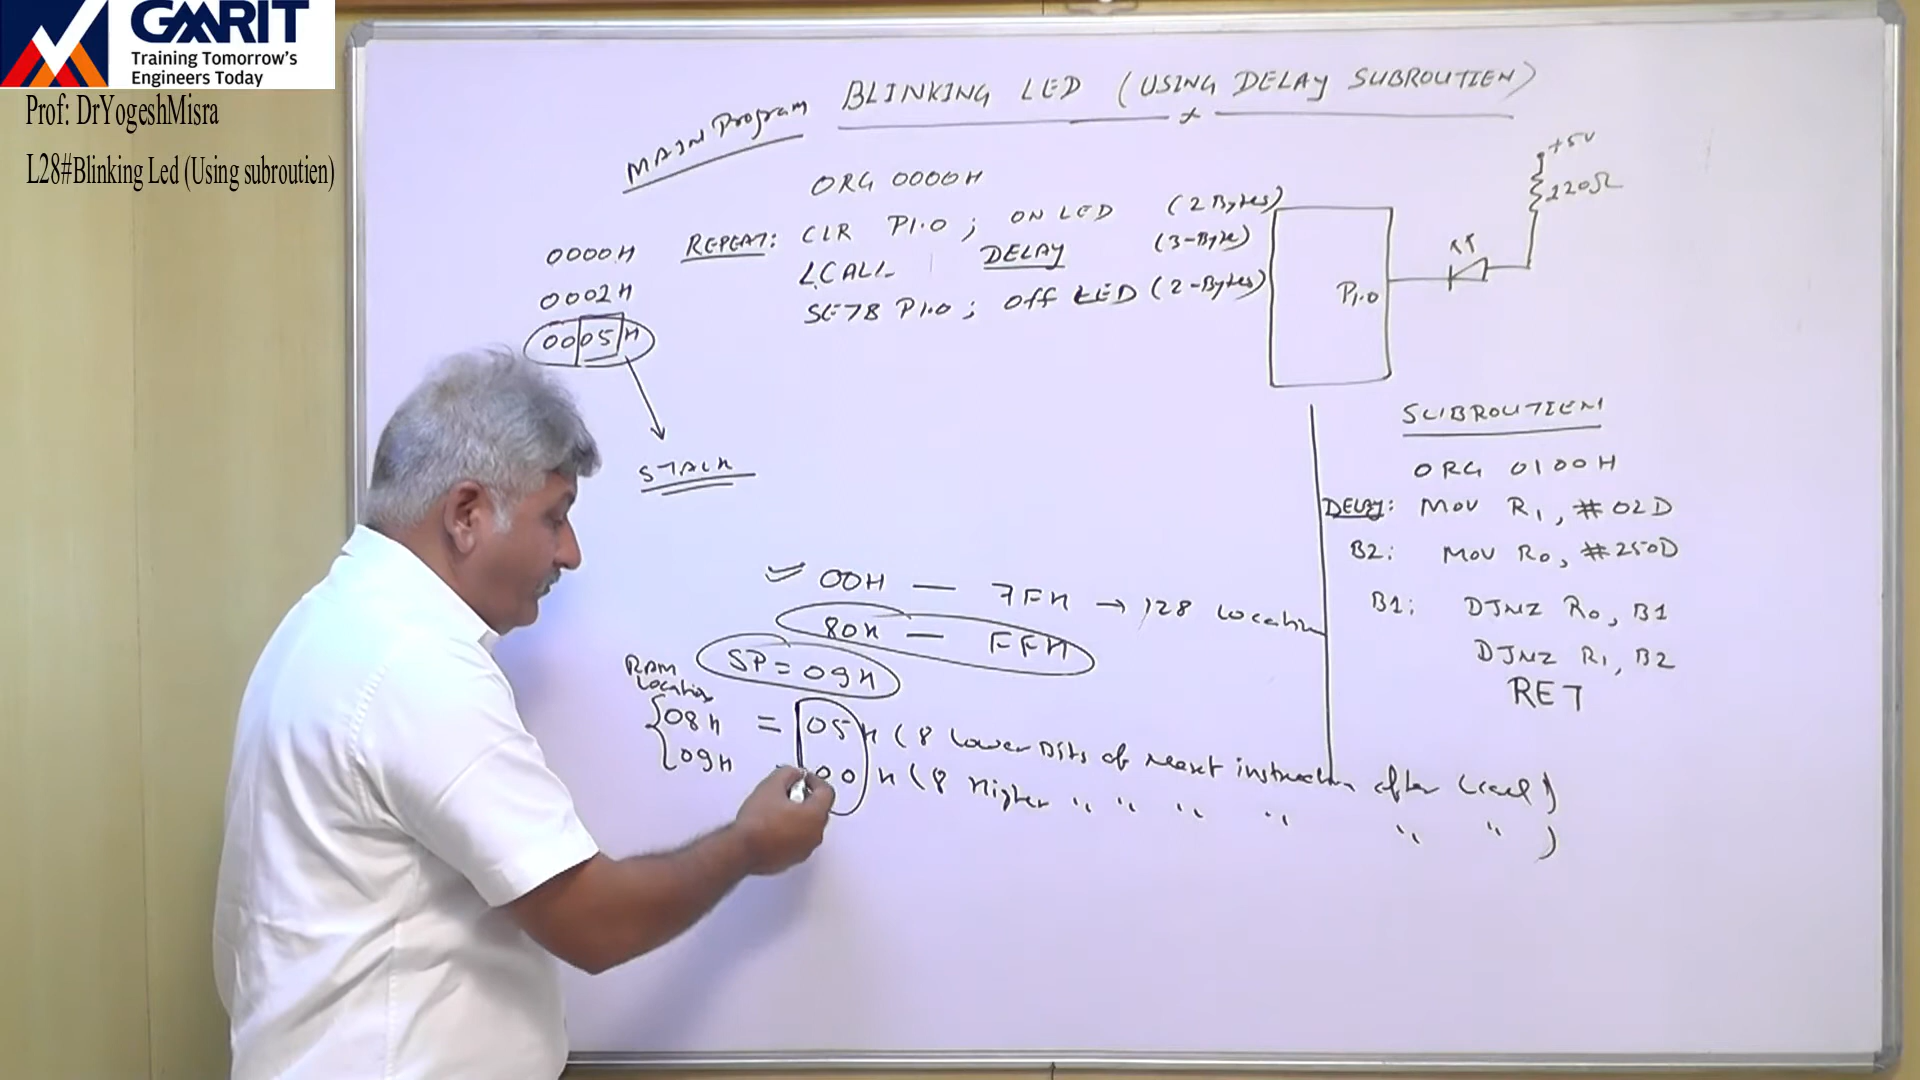 GMRIT
Training Tomorrow's
Engineers Today
Prof: DrYogeshMisra
L28#Blinking Led (Using subroutien)
BLINKING LED (USING DELAY SUBROUTIEN)
MAIN Program
ORG 0000H
0000H REPEAT: CLR P1.0 ; ON LED (2 Bytes)
0002H LCALL DELAY (3-Byte)
0005H SETB P1.0 ; Off LED (2-Bytes)
STACK
+5V
220Ω
P1.0
SUBROUTIEN
ORG 0100H
DELAY: MOV R1, #02D
B2: MOV R0, #250D
B1: DJNZ R0, B1
DJNZ R1, B2
RET
00H — 7FH → 128 location
80H — FFH
SP = 09H
RAM
Location
08H = 05H (8 Lower Bits of next instruction after Lcall)
09H 00H (8 Higher " " " " " " )